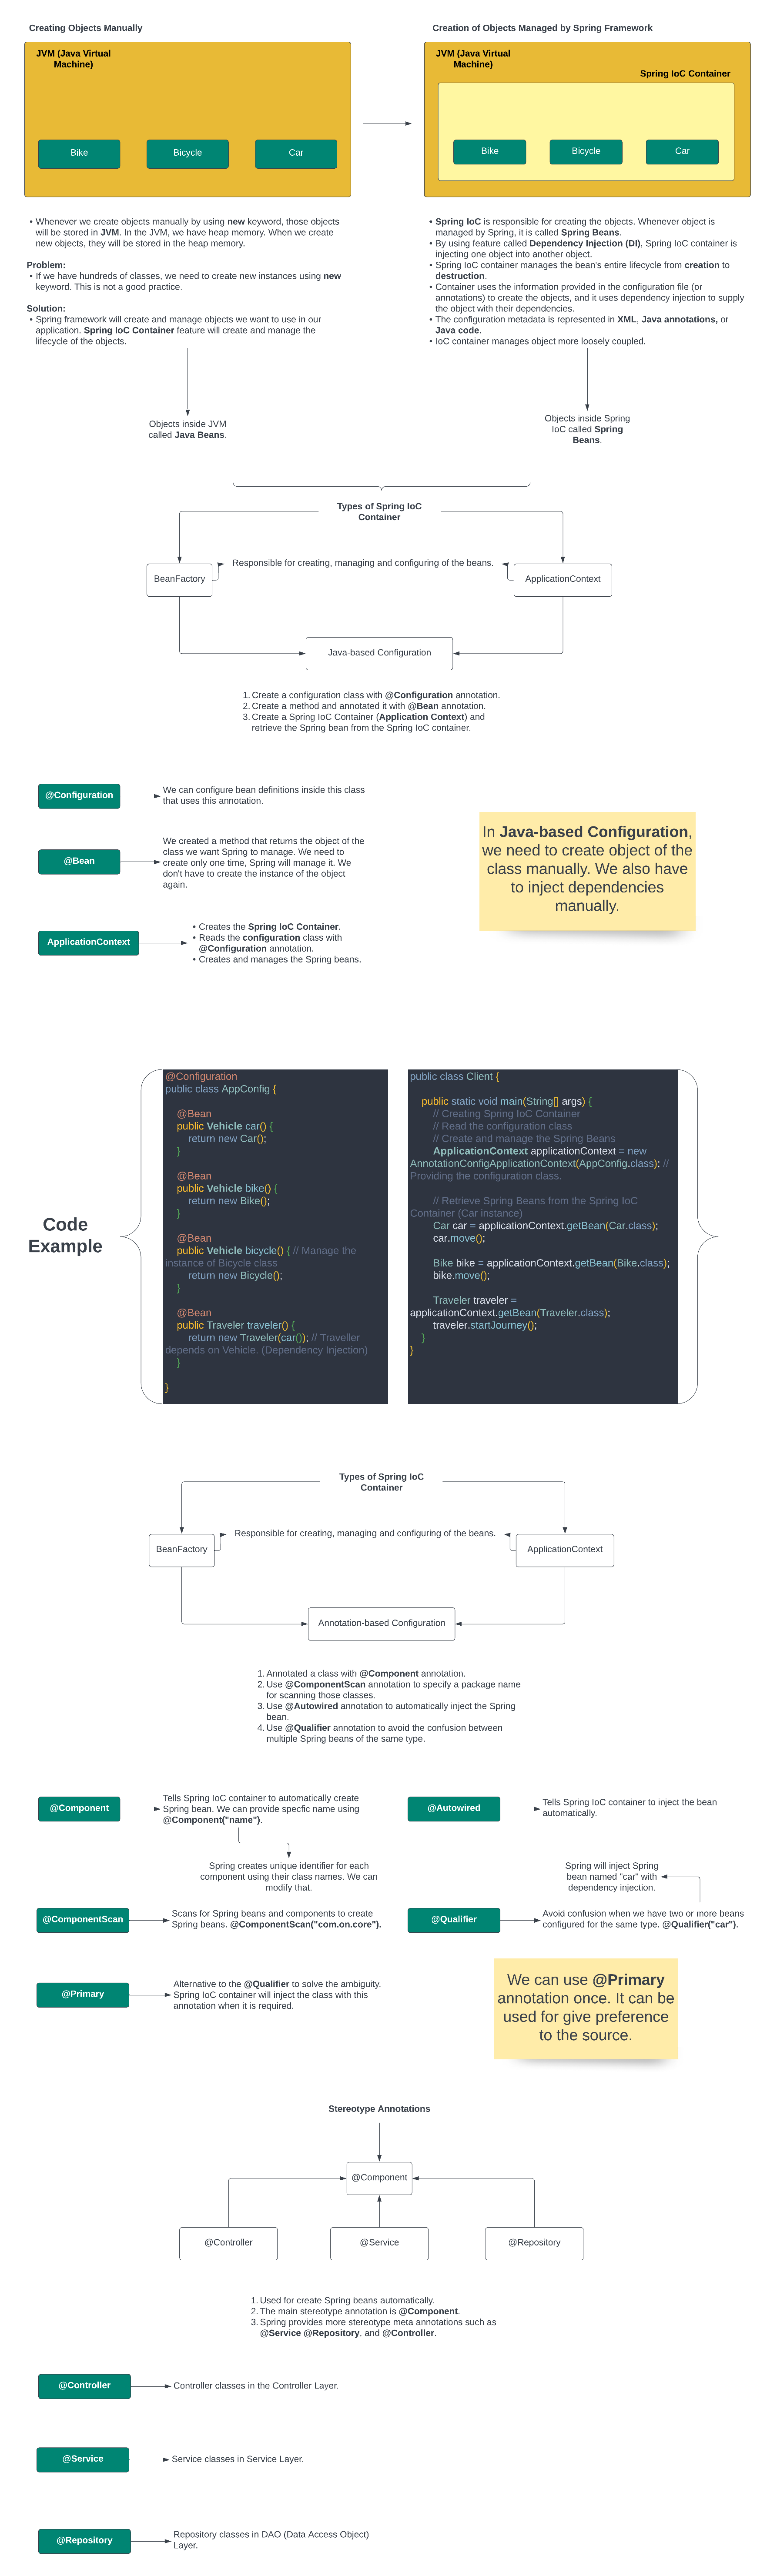 Creating Objects Manually
Creation of Objects Managed by Spring Framework
JVM (Java Virtual
Machine)
Bike
Bicycle
Car
JVM (Java Virtual
Machine)
Spring IoC Container
Bike
Bicycle
Car
• Whenever we create objects manually by using new keyword, those objects
will be stored in JVM. In the JVM, we have heap memory. When we create
new objects, they will be stored in the heap memory.
Problem:
• If we have hundreds of classes, we need to create new instances using new
keyword. This is not a good practice.
Solution:
• Spring framework will create and manage objects we want to use in our
application. Spring IoC Container feature will create and manage the
lifecycle of the objects.
• Spring IoC is responsible for creating the objects. Whenever object is
managed by Spring, it is called Spring Beans.
• By using feature called Dependency Injection (DI), Spring IoC container is
injecting one object into another object.
• Spring IoC container manages the bean's entire lifecycle from creation to
destruction.
• Container uses the information provided in the configuration file (or
annotations) to create the objects, and it uses dependency injection to supply
the object with their dependencies.
• The configuration metadata is represented in XML, Java annotations, or
Java code.
• IoC container manages object more loosely coupled.
Objects inside JVM
called Java Beans.
Objects inside Spring
IoC called Spring
Beans.
Types of Spring IoC
Container
BeanFactory
Responsible for creating, managing and configuring of the beans.
ApplicationContext
Java-based Configuration
1. Create a configuration class with @Configuration annotation.
2. Create a method and annotated it with @Bean annotation.
3. Create a Spring IoC Container (Application Context) and
retrieve the Spring bean from the Spring IoC container.
@Configuration
We can configure bean definitions inside this class
that uses this annotation.
@Bean
We created a method that returns the object of the
class we want Spring to manage. We need to
create only one time, Spring will manage it. We
don't have to create the instance of the object
again.
ApplicationContext
• Creates the Spring IoC Container.
• Reads the configuration class with
@Configuration annotation.
• Creates and manages the Spring beans.
In Java-based Configuration,
we need to create object of the
class manually. We also have
to inject dependencies
manually.
Code
Example
@Configuration
public class AppConfig {
@Bean
public Vehicle car() {
return new Car();
}
@Bean
public Vehicle bike() {
return new Bike();
}
@Bean
public Vehicle bicycle() { // Manage the
instance of Bicycle class
return new Bicycle();
}
@Bean
public Traveler traveler() {
return new Traveler(car()); // Traveller
depends on Vehicle. (Dependency Injection)
}
}
public class Client {
public static void main(String[] args) {
// Creating Spring IoC Container
// Read the configuration class
// Create and manage the Spring Beans
ApplicationContext applicationContext = new
AnnotationConfigApplicationContext(AppConfig.class); //
Providing the configuration class.
// Retrieve Spring Beans from the Spring IoC
Container (Car instance)
Car car = applicationContext.getBean(Car.class);
car.move();
Bike bike = applicationContext.getBean(Bike.class);
bike.move();
Traveler traveler =
applicationContext.getBean(Traveler.class);
traveler.startJourney();
}
}
Types of Spring IoC
Container
BeanFactory
Responsible for creating, managing and configuring of the beans.
ApplicationContext
Annotation-based Configuration
1. Annotated a class with @Component annotation.
2. Use @ComponentScan annotation to specify a package name
for scanning those classes.
3. Use @Autowired annotation to automatically inject the Spring
bean.
4. Use @Qualifier annotation to avoid the confusion between
multiple Spring beans of the same type.
@Component
Tells Spring IoC container to automatically create
Spring bean. We can provide specfic name using
@Component("name").
Spring creates unique identifier for each
component using their class names. We can
modify that.
@Autowired
Tells Spring IoC container to inject the bean
automatically.
Spring will inject Spring
bean named "car" with
dependency injection.
@ComponentScan
Scans for Spring beans and components to create
Spring beans. @ComponentScan("com.on.core").
@Qualifier
Avoid confusion when we have two or more beans
configured for the same type. @Qualifier("car").
@Primary
Alternative to the @Qualifier to solve the ambiguity.
Spring IoC container will inject the class with this
annotation when it is required.
We can use @Primary
annotation once. It can be
used for give preference
to the source.
Stereotype Annotations
@Component
@Controller
@Service
@Repository
1. Used for create Spring beans automatically.
2. The main stereotype annotation is @Component.
3. Spring provides more stereotype meta annotations such as
@Service @Repository, and @Controller.
@Controller
Controller classes in the Controller Layer.
@Service
Service classes in Service Layer.
@Repository
Repository classes in DAO (Data Access Object)
Layer.